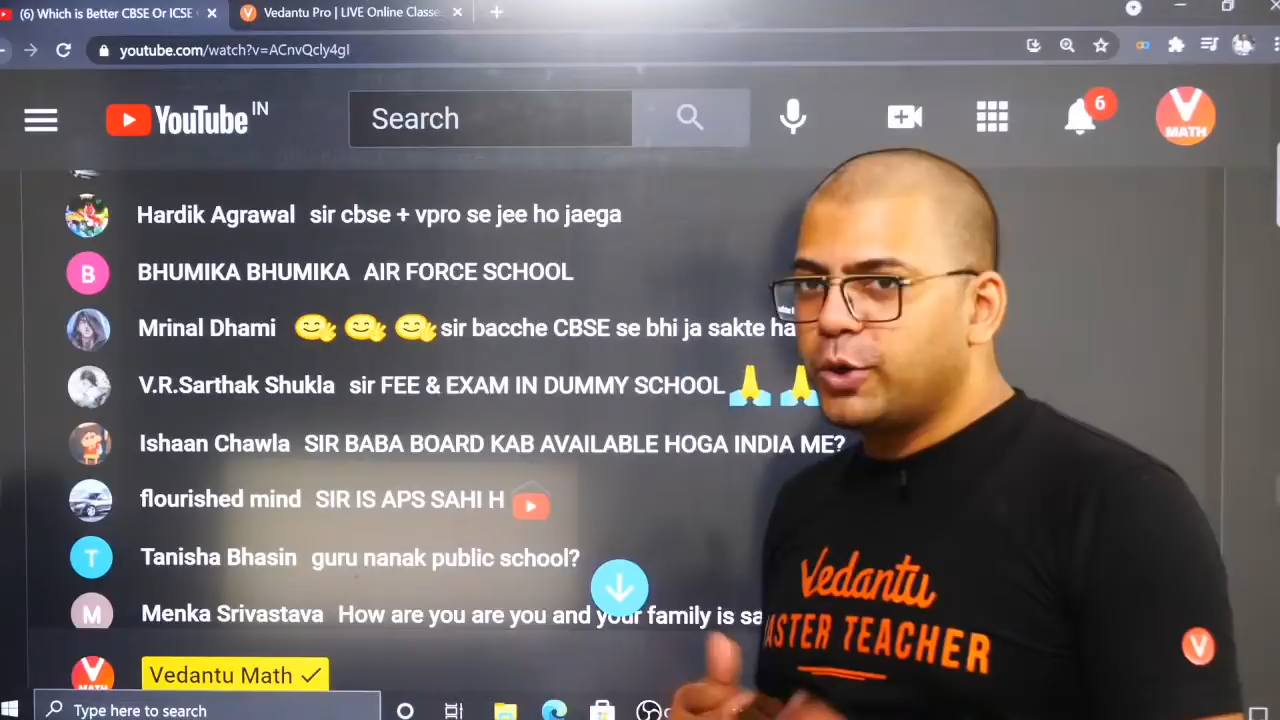 (6) Which is Better CBSE Or ICSE
Vedantu Pro | LIVE Online Classe
youtube.com/watch?v=ACnvQcly4gI
YouTube IN
Search
6
V
MATH
Hardik Agrawal sir cbse + vpro se jee ho jaega
B
BHUMIKA BHUMIKA AIR FORCE SCHOOL
Mrinal Dhami sir bacche CBSE se bhi ja sakte ha
V.R.Sarthak Shukla sir FEE & EXAM IN DUMMY SCHOOL
Ishaan Chawla SIR BABA BOARD KAB AVAILABLE HOGA INDIA ME?
flourished mind SIR IS APS SAHI H
T
Tanisha Bhasin guru nanak public school?
M
Menka Srivastava How are you are you and your family is sa
V
MATH
Vedantu Math
Type here to search
Vedantu
ASTER TEACHER
V